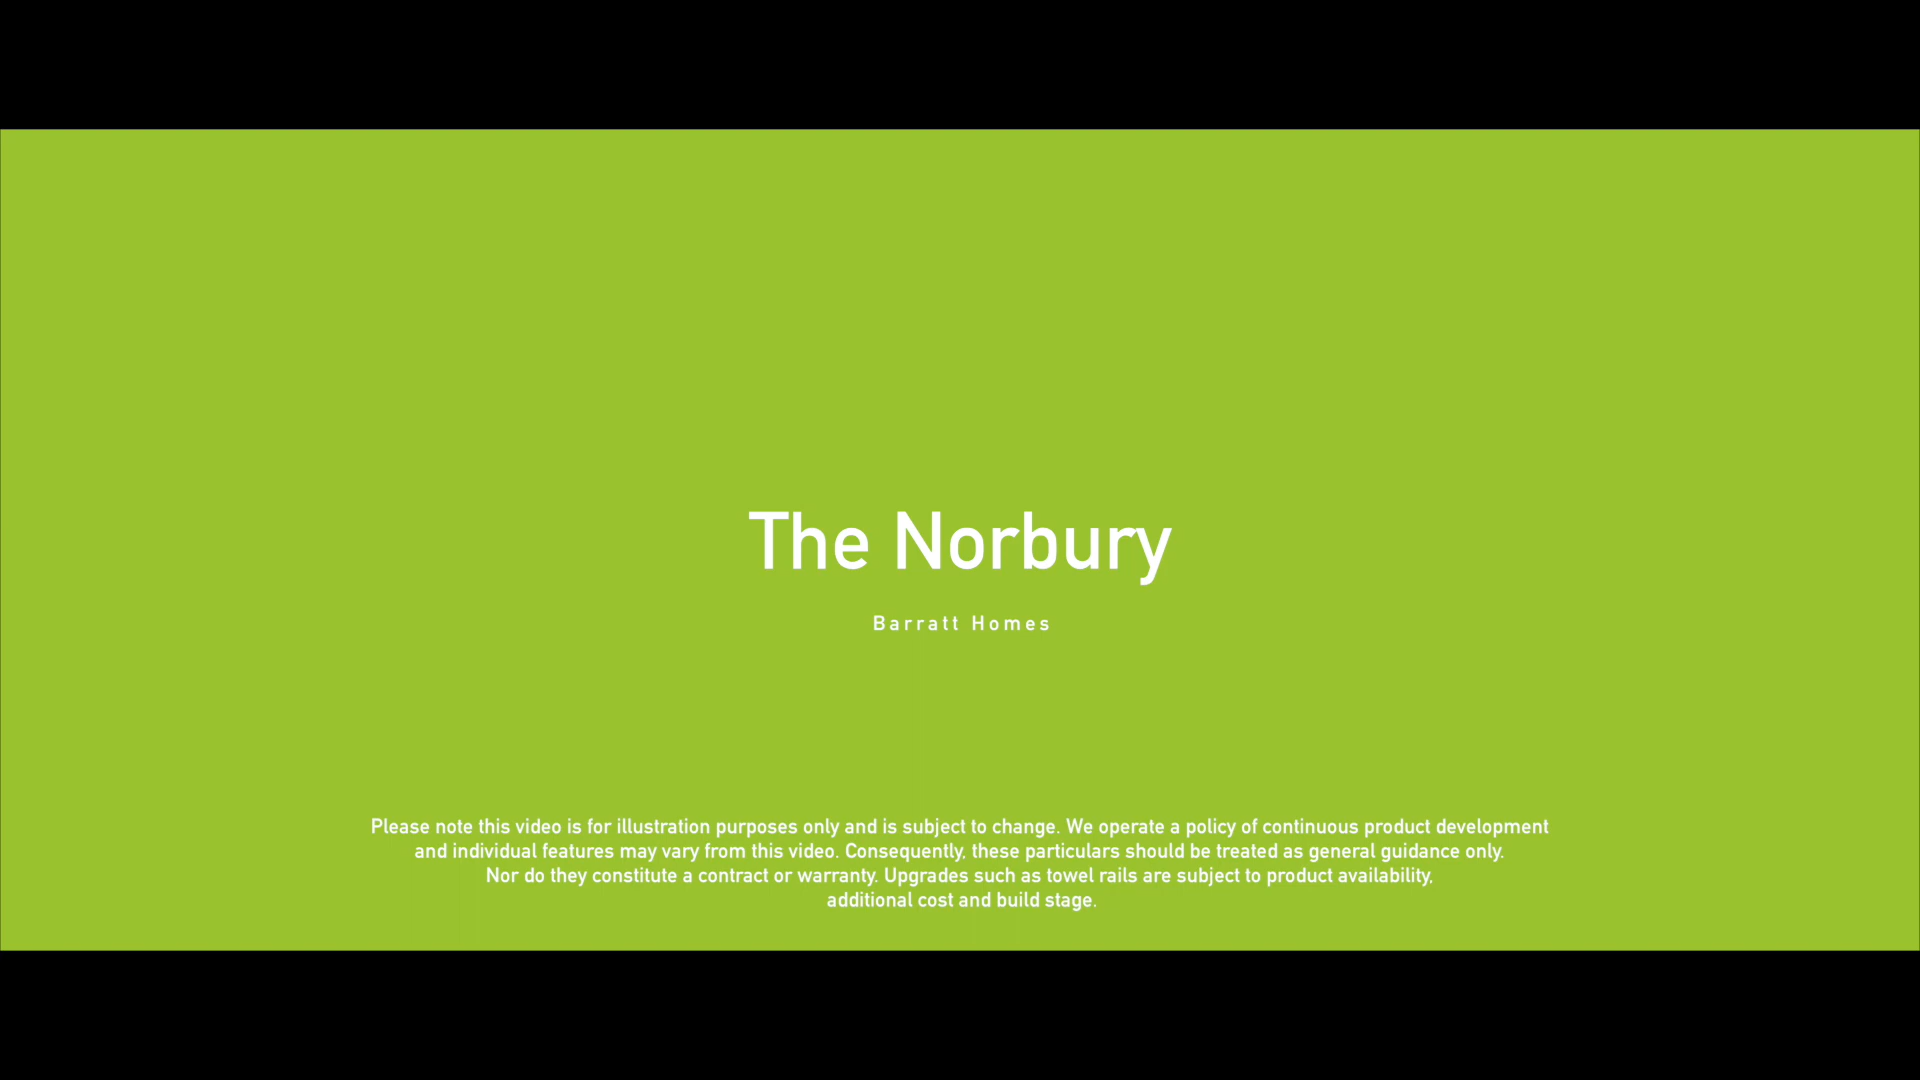 The Norbury
Barratt Homes
Please note this video is for illustration purposes only and is subject to change. We operate a policy of continuous product development
and individual features may vary from this video. Consequently, these particulars should be treated as general guidance only.
Nor do they constitute a contract or warranty. Upgrades such as towel rails are subject to product availability,
additional cost and build stage.